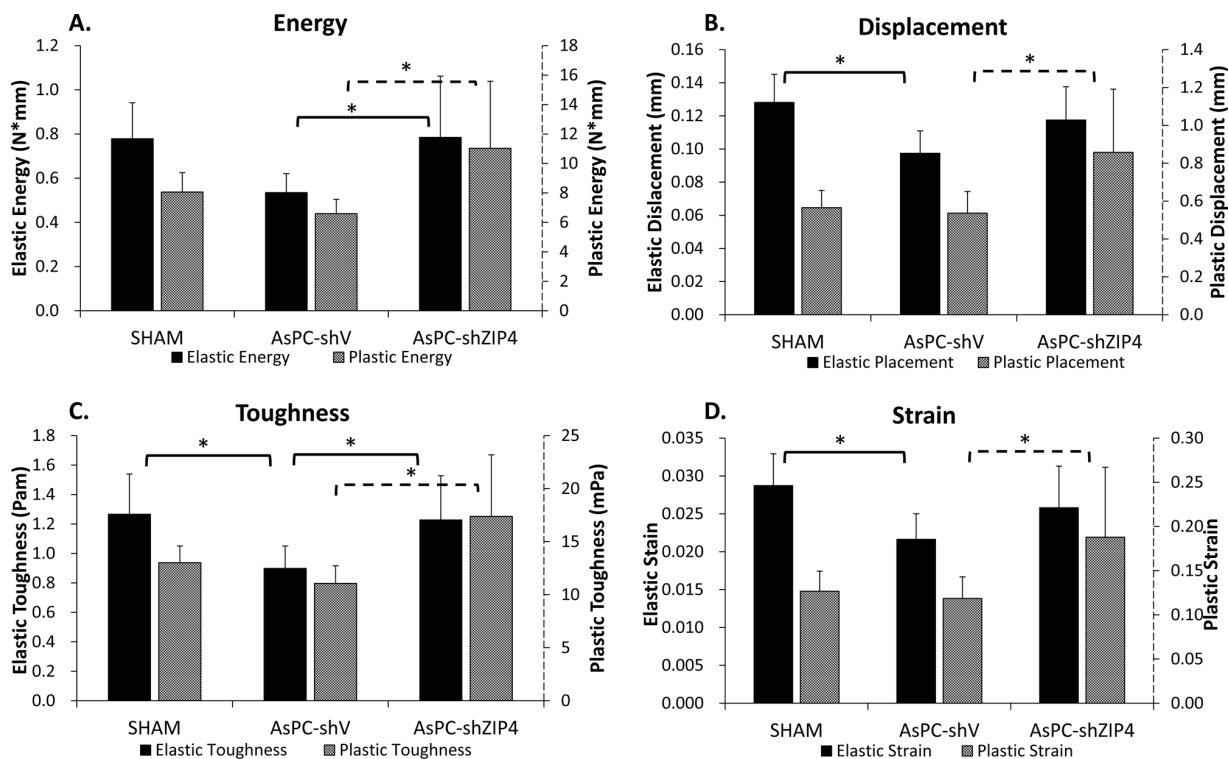 A.
Energy
Elastic Energy (N*mm)
1.2
1.0
0.8
0.6
0.4
0.2
0.0
*
*
18
16
14
12
10
8
6
4
2
0
Plastic Energy (N*mm)
SHAM AsPC-shV AsPC-shZIP4
Elastic Energy Plastic Energy
B.
Displacement
Elastic Dislacement (mm)
0.16
0.14
0.12
0.10
0.08
0.06
0.04
0.02
0.00
* *
1.4
1.2
1.0
0.8
0.6
0.4
0.2
0.0
Plastic Displacement (mm)
SHAM AsPC-shV AsPC-shZIP4
Elastic Placement Plastic Placement
C.
Toughness
Elastic Toughness (Pam)
1.8
1.6
1.4
1.2
1.0
0.8
0.6
0.4
0.2
0.0
* *
*
25
20
15
10
5
0
Plastic Toughness (mPa)
SHAM AsPC-shV AsPC-shZIP4
Elastic Toughness Plastic Toughness
D.
Strain
Elastic Stain
0.035
0.030
0.025
0.020
0.015
0.010
0.005
0.000
* *
0.30
0.25
0.20
0.15
0.10
0.05
0.00
Plastic Strain
SHAM AsPC-shV AsPC-shZIP4
Elastic Strain Plastic Strain